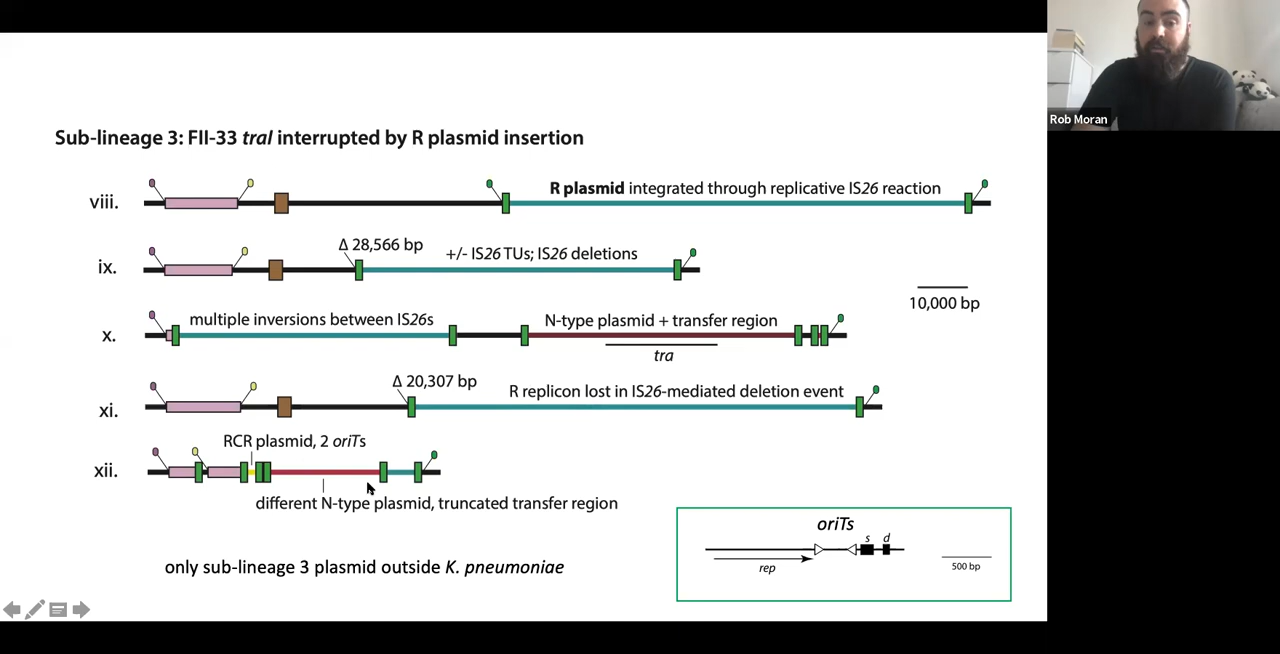 Rob Moran
Sub-lineage 3: FII-33 traI interrupted by R plasmid insertion
viii.
R plasmid integrated through replicative IS26 reaction
ix.
Δ 28,566 bp
+/- IS26 TUs; IS26 deletions
10,000 bp
x.
multiple inversions between IS26s
N-type plasmid + transfer region
tra
xi.
Δ 20,307 bp
R replicon lost in IS26-mediated deletion event
xii.
RCR plasmid, 2 oriTs
different N-type plasmid, truncated transfer region
only sub-lineage 3 plasmid outside K. pneumoniae
oriTs
s d
rep
500 bp